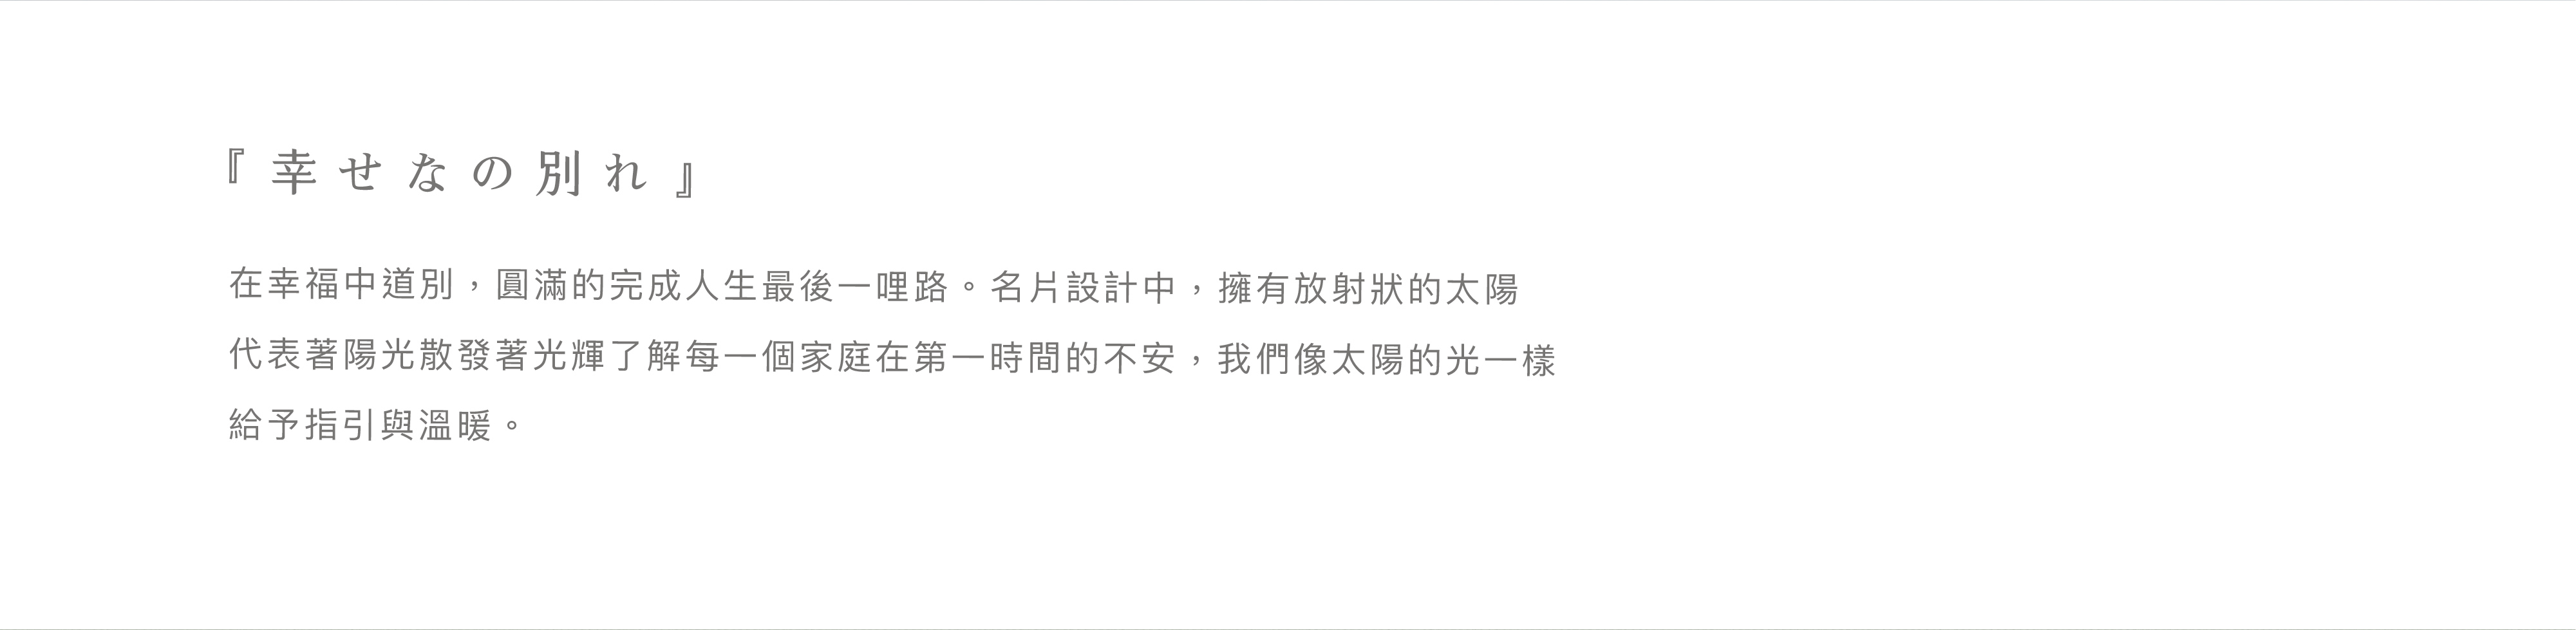 『幸せなの別れ』
在幸福中道別，圓滿的完成人生最後一哩路。名片設計中，擁有放射狀的太陽
代表著陽光散發著光輝了解每一個家庭在第一時間的不安，我們像太陽的光一樣
給予指引與溫暖。